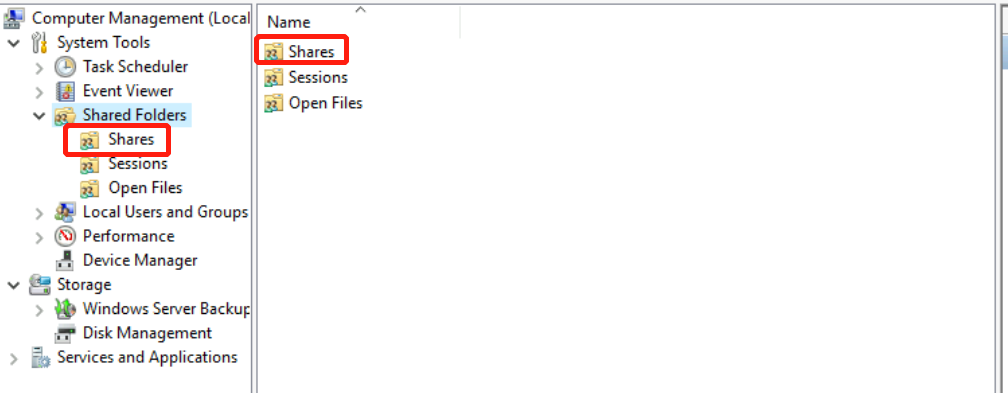 Computer Management (Local
System Tools
Task Scheduler
Event Viewer
Shared Folders
Shares
Sessions
Open Files
Local Users and Groups
Performance
Device Manager
Storage
Windows Server Backup
Disk Management
Services and Applications
Name
Shares
Sessions
Open Files